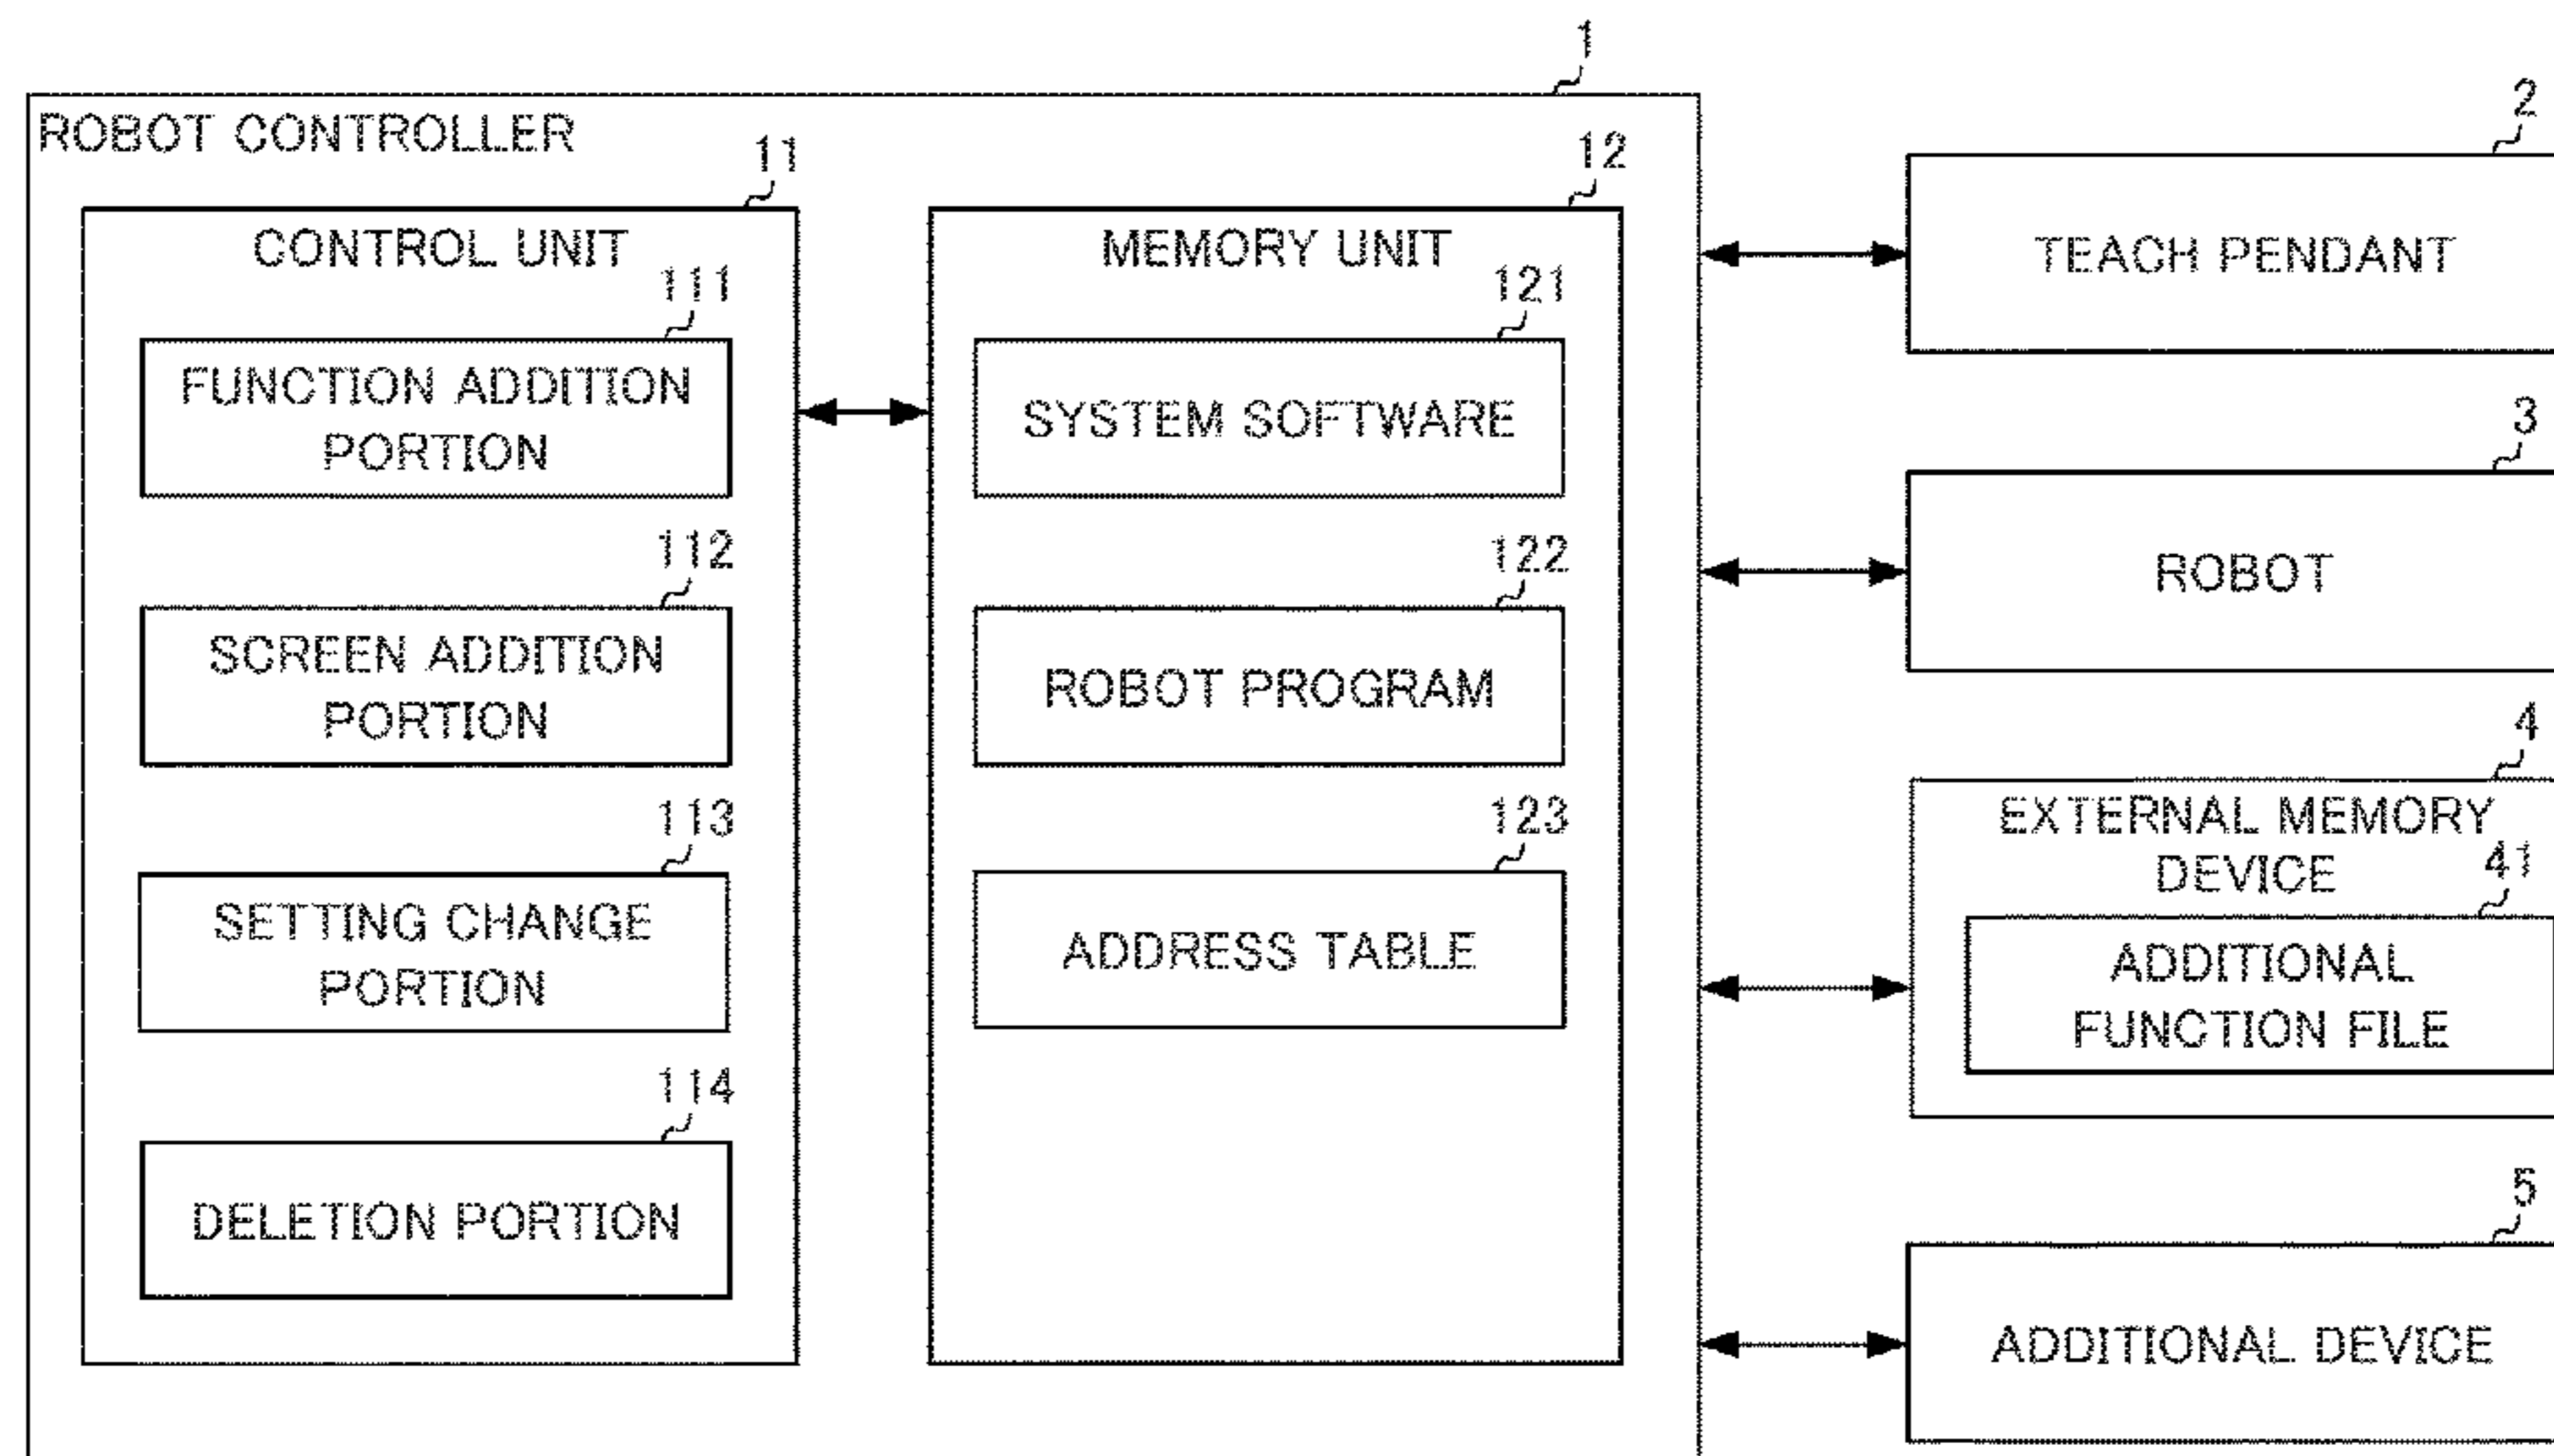 1
ROBOT CONTROLLER
11
CONTROL UNIT
111
FUNCTION ADDITION
PORTION
112
SCREEN ADDITION
PORTION
113
SETTING CHANGE
PORTION
114
DELETION PORTION
12
MEMORY UNIT
121
SYSTEM SOFTWARE
122
ROBOT PROGRAM
123
ADDRESS TABLE
2
TEACH PENDANT
3
ROBOT
4
EXTERNAL MEMORY
DEVICE
41
ADDITIONAL
FUNCTION FILE
5
ADDITIONAL DEVICE